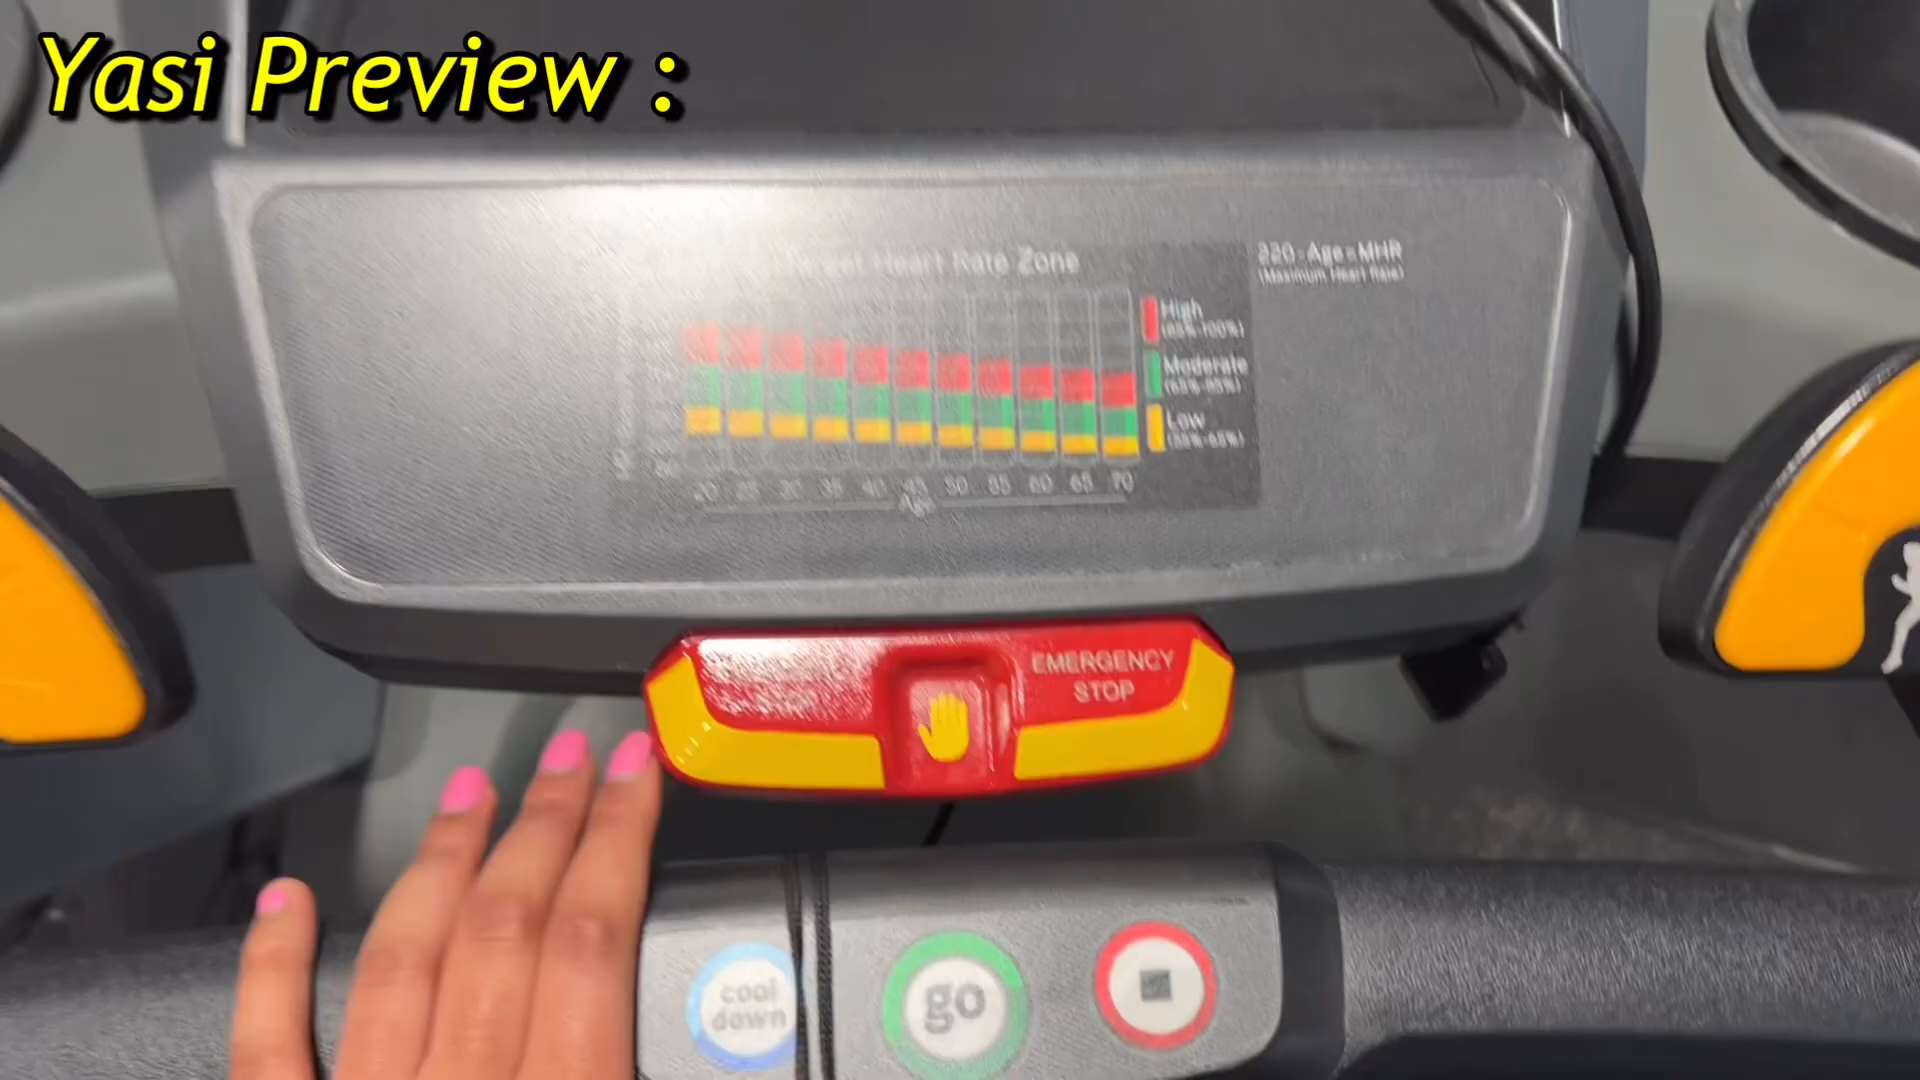 Yasi Preview :
Target Heart Rate Zone
220-Age=MHR
(Maximum Heart Rate)
High
Moderate
Low
20 25 30 35 40 45 50 55 60 65 70
Age
EMERGENCY
STOP
cool
down
go